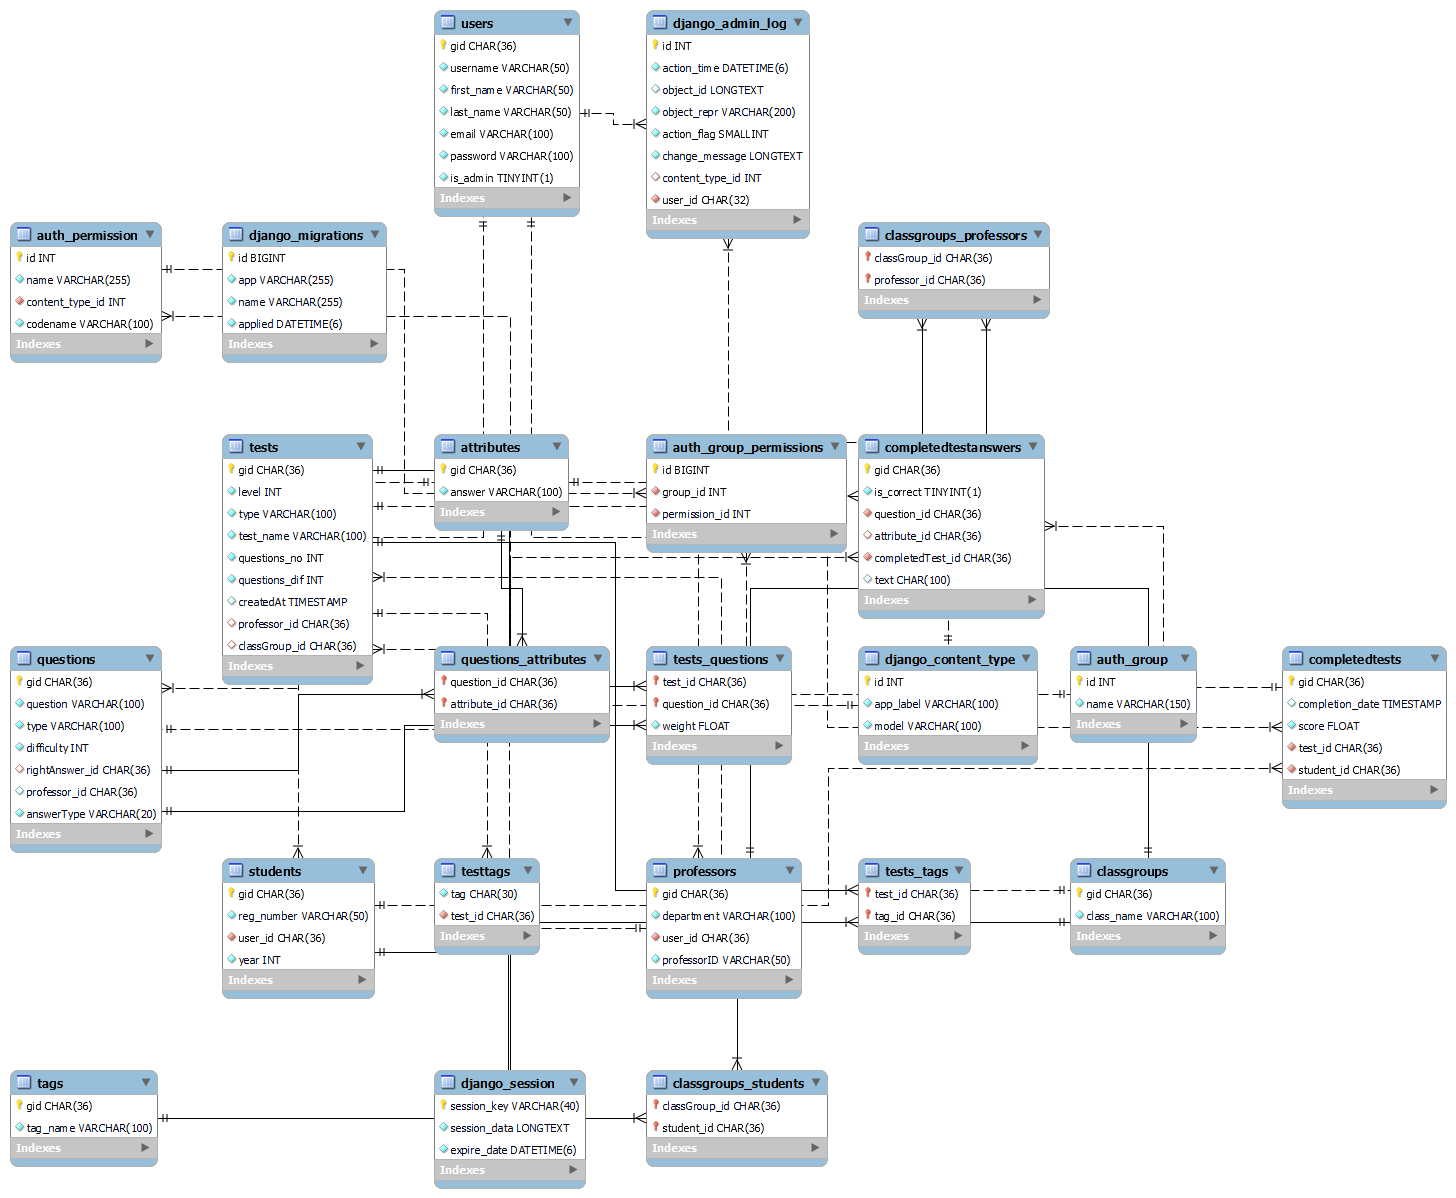 users
gid CHAR(36)
username VARCHAR(50)
first_name VARCHAR(50)
last_name VARCHAR(50)
email VARCHAR(100)
password VARCHAR(100)
is_admin TINYINT(1)
Indexes
django_admin_log
id INT
action_time DATETIME(6)
object_id LONGTEXT
object_repr VARCHAR(200)
action_flag SMALLINT
change_message LONGTEXT
content_type_id INT
user_id CHAR(32)
Indexes
auth_permission
id INT
name VARCHAR(255)
content_type_id INT
codename VARCHAR(100)
Indexes
django_migrations
id BIGINT
app VARCHAR(255)
name VARCHAR(255)
applied DATETIME(6)
Indexes
classgroups_professors
classGroup_id CHAR(36)
professor_id CHAR(36)
Indexes
tests
gid CHAR(36)
level INT
type VARCHAR(100)
test_name VARCHAR(100)
questions_no INT
questions_dif INT
createdAt TIMESTAMP
professor_id CHAR(36)
classGroup_id CHAR(36)
Indexes
attributes
gid CHAR(36)
answer VARCHAR(100)
Indexes
auth_group_permissions
id BIGINT
group_id INT
permission_id INT
Indexes
completedtestanswers
gid CHAR(36)
is_correct TINYINT(1)
question_id CHAR(36)
attribute_id CHAR(36)
completedTest_id CHAR(36)
text CHAR(100)
Indexes
questions
gid CHAR(36)
question VARCHAR(100)
type VARCHAR(100)
difficulty INT
rightAnswer_id CHAR(36)
professor_id CHAR(36)
answerType VARCHAR(20)
Indexes
questions_attributes
question_id CHAR(36)
attribute_id CHAR(36)
Indexes
tests_questions
test_id CHAR(36)
question_id CHAR(36)
weight FLOAT
Indexes
django_content_type
id INT
app_label VARCHAR(100)
model VARCHAR(100)
Indexes
auth_group
id INT
name VARCHAR(150)
Indexes
completedtests
gid CHAR(36)
completion_date TIMESTAMP
score FLOAT
test_id CHAR(36)
student_id CHAR(36)
Indexes
students
gid CHAR(36)
reg_number VARCHAR(50)
user_id CHAR(36)
year INT
Indexes
testtags
tag CHAR(30)
test_id CHAR(36)
Indexes
professors
gid CHAR(36)
department VARCHAR(100)
user_id CHAR(36)
professorID VARCHAR(50)
Indexes
tests_tags
test_id CHAR(36)
tag_id CHAR(36)
Indexes
classgroups
gid CHAR(36)
class_name VARCHAR(100)
Indexes
tags
gid CHAR(36)
tag_name VARCHAR(100)
Indexes
django_session
session_key VARCHAR(40)
session_data LONGTEXT
expire_date DATETIME(6)
Indexes
classgroups_students
classGroup_id CHAR(36)
student_id CHAR(36)
Indexes